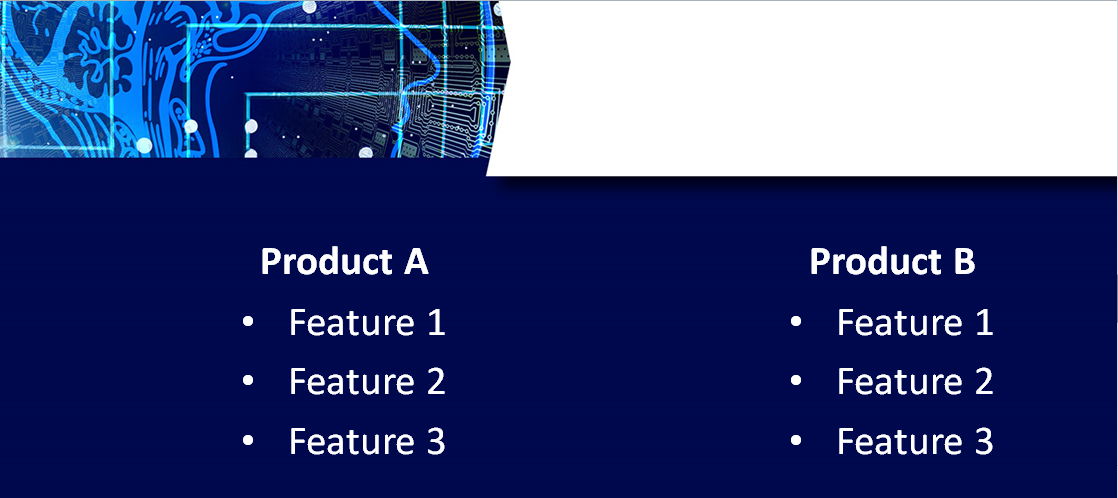 Product A
• Feature 1
• Feature 2
• Feature 3
Product B
• Feature 1
• Feature 2
• Feature 3